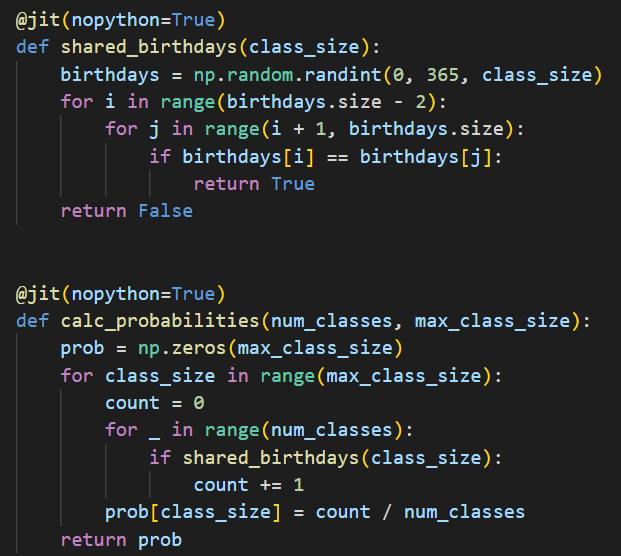 @jit(nopython=True)
def shared_birthdays(class_size):
    birthdays = np.random.randint(0, 365, class_size)
    for i in range(birthdays.size - 2):
        for j in range(i + 1, birthdays.size):
            if birthdays[i] == birthdays[j]:
                return True
    return False

@jit(nopython=True)
def calc_probabilities(num_classes, max_class_size):
    prob = np.zeros(max_class_size)
    for class_size in range(max_class_size):
        count = 0
        for _ in range(num_classes):
            if shared_birthdays(class_size):
                count += 1
        prob[class_size] = count / num_classes
    return prob